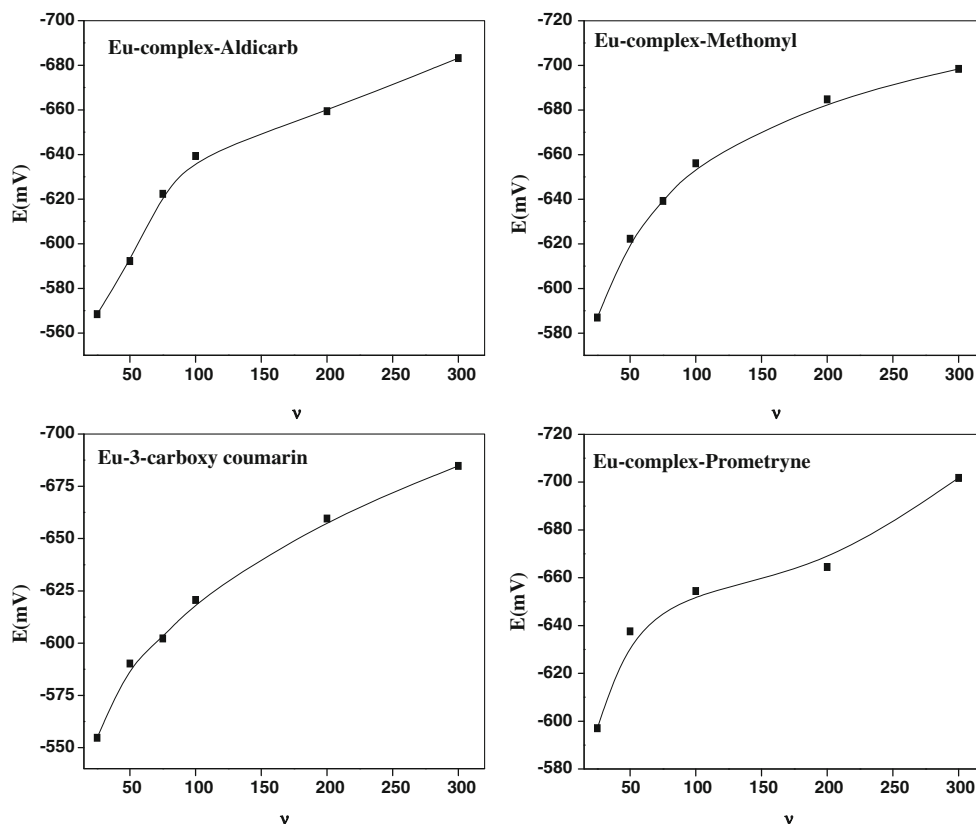 Eu-complex-Aldicarb
E(mV)
-700
-680
-660
-640
-620
-600
-580
-560
50 100 150 200 250 300
ν
Eu-complex-Methomyl
E(mV)
-720
-700
-680
-660
-640
-620
-600
-580
50 100 150 200 250 300
ν
Eu-3-carboxy coumarin
E(mV)
-700
-675
-650
-625
-600
-575
-550
50 100 150 200 250 300
ν
Eu-complex-Prometryne
E(mV)
-720
-700
-680
-660
-640
-620
-600
-580
50 100 150 200 250 300
ν